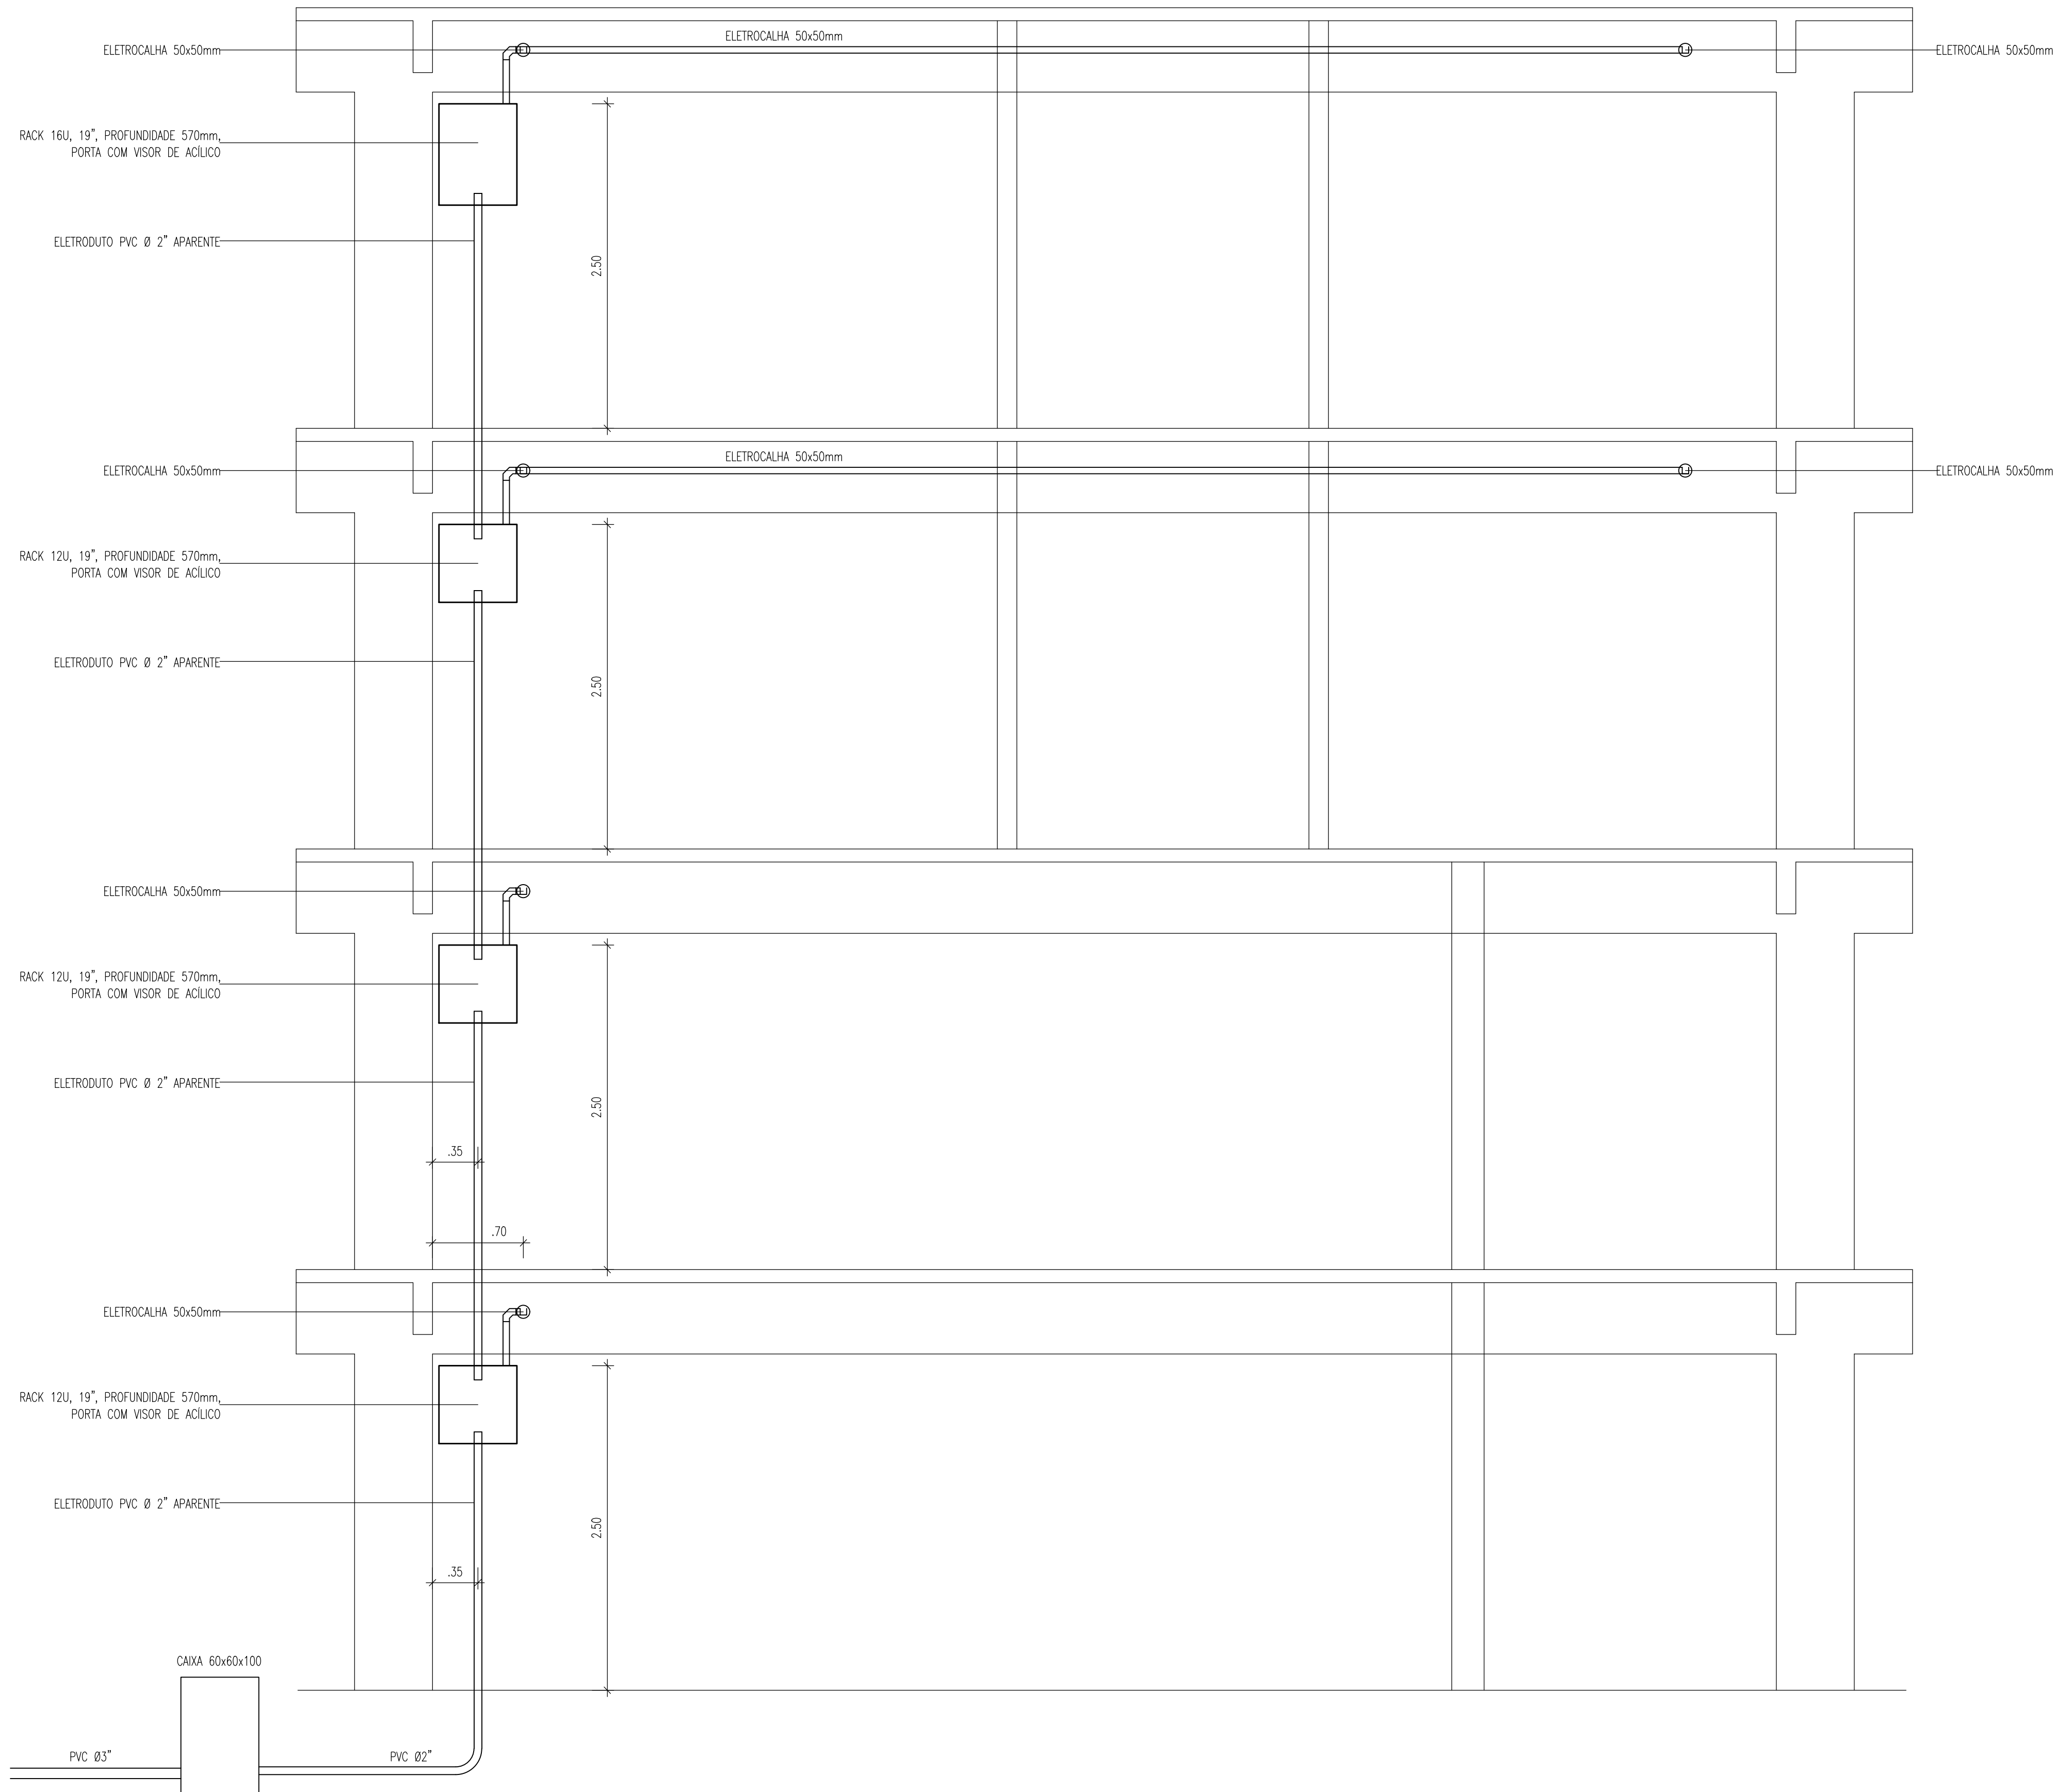 ELETROCALHA 50x50mm
ELETROCALHA 50x50mm
ELETROCALHA 50x50mm
RACK 16U, 19", PROFUNDIDADE 570mm,
PORTA COM VISOR DE ACÍLICO
ELETRODUTO PVC Ø 2" APARENTE
2.50
ELETROCALHA 50x50mm
ELETROCALHA 50x50mm
ELETROCALHA 50x50mm
RACK 12U, 19", PROFUNDIDADE 570mm,
PORTA COM VISOR DE ACÍLICO
ELETRODUTO PVC Ø 2" APARENTE
2.50
ELETROCALHA 50x50mm
RACK 12U, 19", PROFUNDIDADE 570mm,
PORTA COM VISOR DE ACÍLICO
ELETRODUTO PVC Ø 2" APARENTE
2.50
.35
.70
ELETROCALHA 50x50mm
RACK 12U, 19", PROFUNDIDADE 570mm,
PORTA COM VISOR DE ACÍLICO
ELETRODUTO PVC Ø 2" APARENTE
2.50
.35
CAIXA 60x60x100
PVC Ø3"
PVC Ø2"